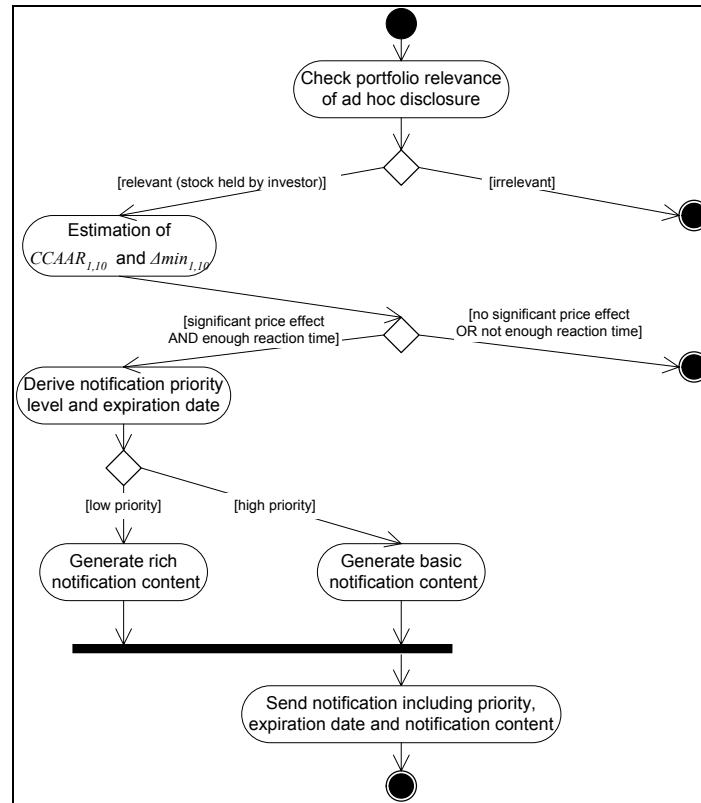 Check portfolio relevance
of ad hoc disclosure
[relevant (stock held by investor)]
[irrelevant]
Estimation of
CCAAR1,10 and Δmin1,10
[significant price effect
AND enough reaction time]
[no significant price effect
OR not enough reaction time]
Derive notification priority
level and expiration date
[low priority]
[high priority]
Generate rich
notification content
Generate basic
notification content
Send notification including priority,
expiration date and notification content